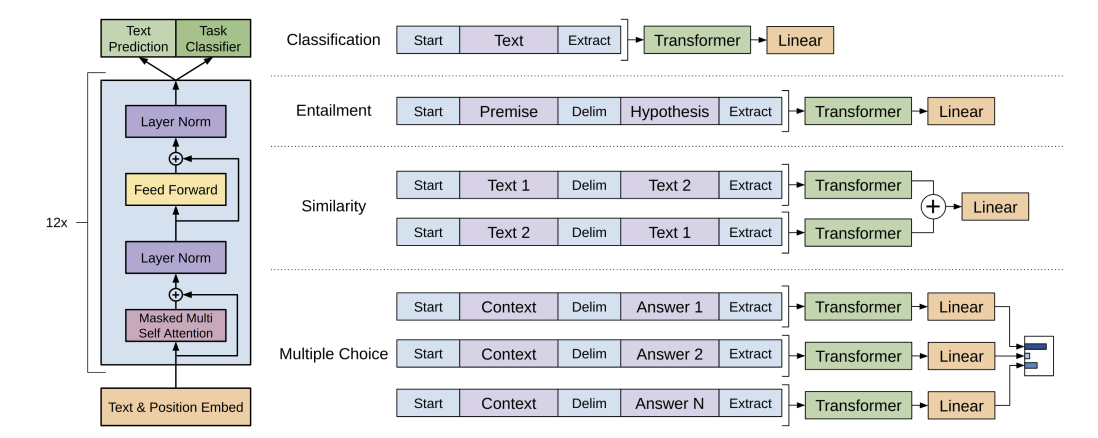 Text
Prediction
Task
Classifier
Layer Norm
Feed Forward
12x
Layer Norm
Masked Multi
Self Attention
Text & Position Embed
Classification
Start Text Extract Transformer Linear
Entailment
Start Premise Delim Hypothesis Extract Transformer Linear
Similarity
Start Text 1 Delim Text 2 Extract Transformer
Linear
Start Text 2 Delim Text 1 Extract Transformer
Multiple Choice
Start Context Delim Answer 1 Extract Transformer Linear
Start Context Delim Answer 2 Extract Transformer Linear
Start Context Delim Answer N Extract Transformer Linear